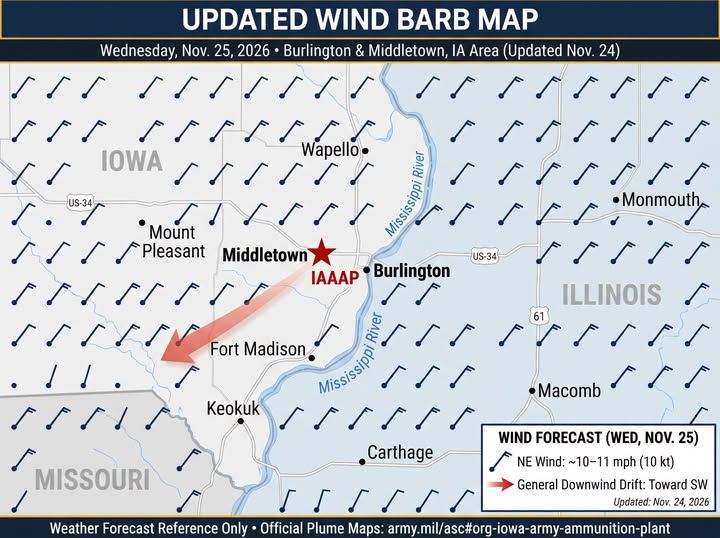 UPDATED WIND BARB MAP
Wednesday, Nov. 25, 2026 • Burlington & Middletown, IA Area (Updated Nov. 24)
IOWA
Wapello
Mississippi River
US-34
Monmouth
Mount
Pleasant
Middletown
IAAAP
Burlington
US-34
ILLINOIS
61
Fort Madison
Mississippi River
Macomb
Keokuk
Carthage
MISSOURI
WIND FORECAST (WED, NOV. 25)
NE Wind: ~10–11 mph (10 kt)
General Downwind Drift: Toward SW
Updated: Nov. 24, 2026
Weather Forecast Reference Only • Official Plume Maps: army.mil/asc#org-iowa-army-ammunition-plant